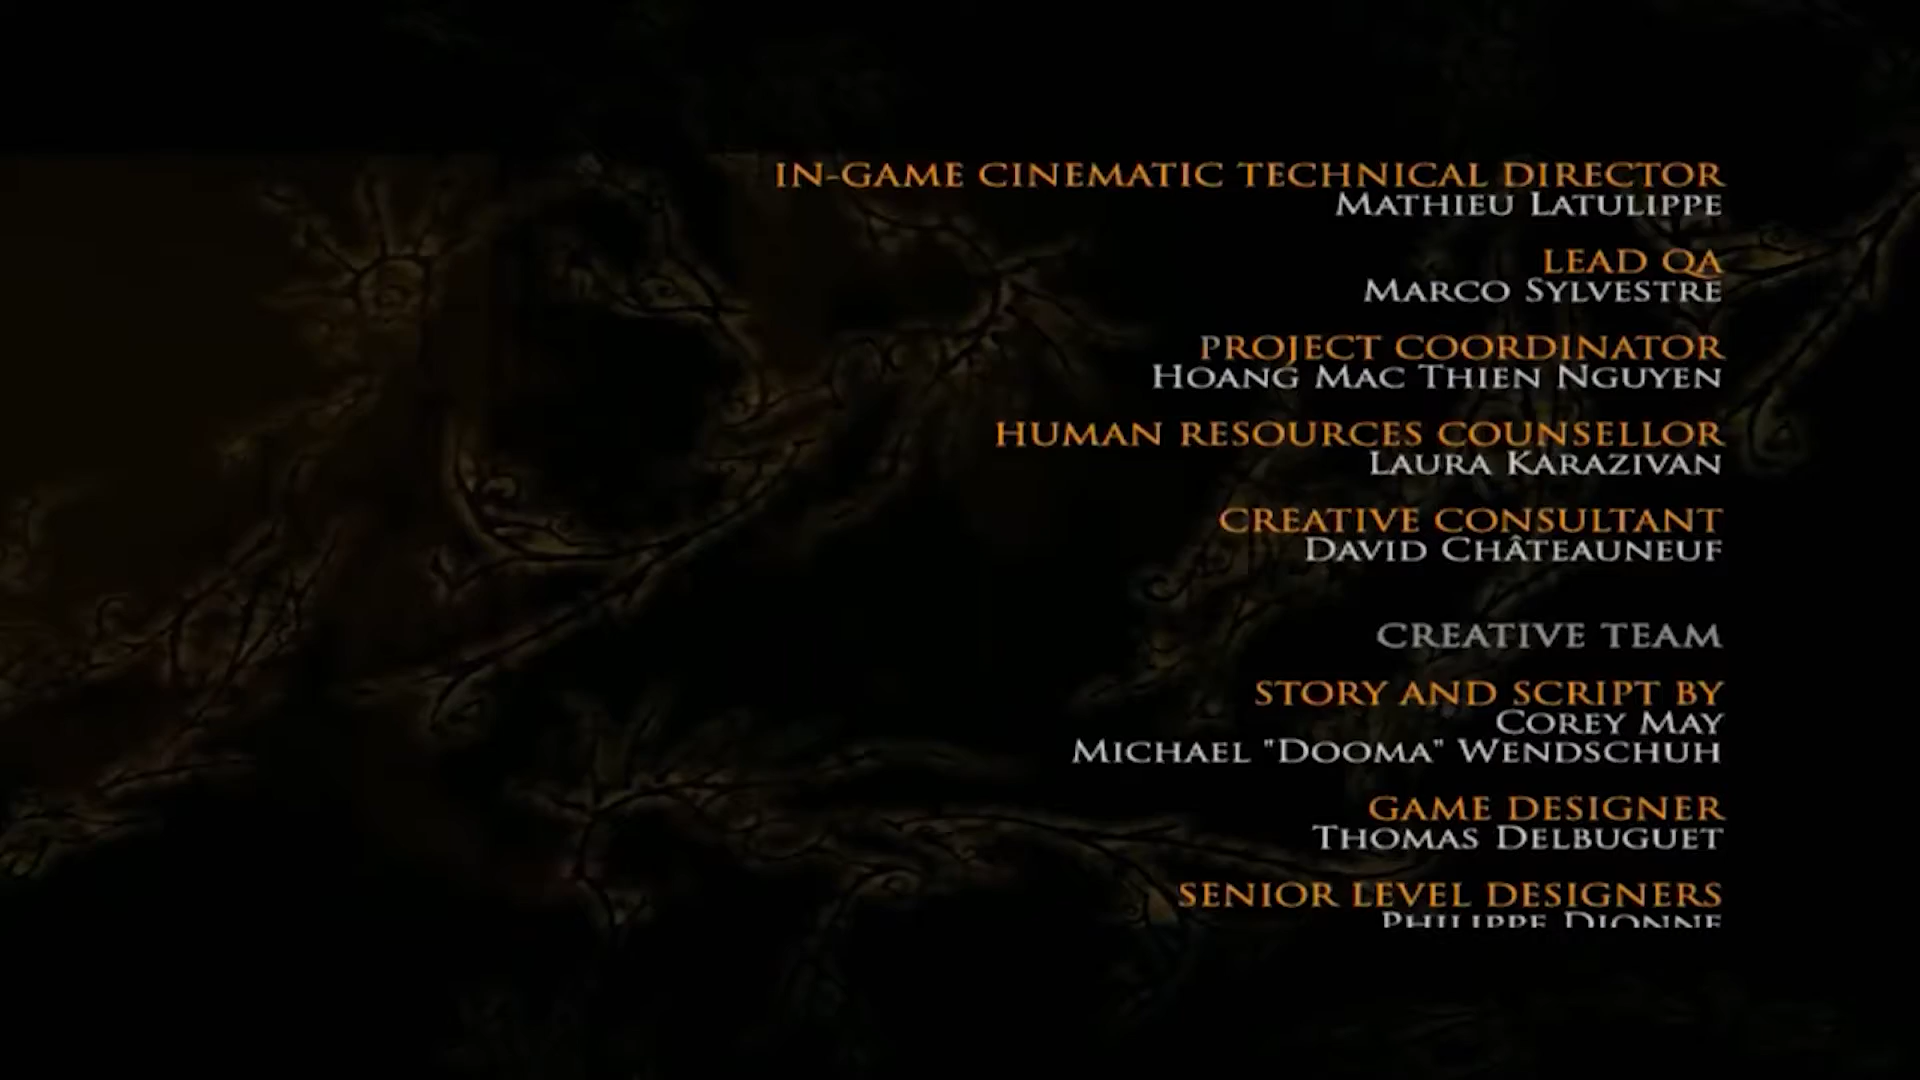 IN-GAME CINEMATIC TECHNICAL DIRECTOR
MATHIEU LATULIPPE
LEAD QA
MARCO SYLVESTRE
PROJECT COORDINATOR
HOANG MAC THIEN NGUYEN
HUMAN RESOURCES COUNSELLOR
LAURA KARAZIVAN
CREATIVE CONSULTANT
DAVID CHÂTEAUNEUF
CREATIVE TEAM
STORY AND SCRIPT BY
COREY MAY
MICHAEL "DOOMA" WENDSCHUH
GAME DESIGNER
THOMAS DELBUGUET
SENIOR LEVEL DESIGNERS
PHILIPPE DIONNE